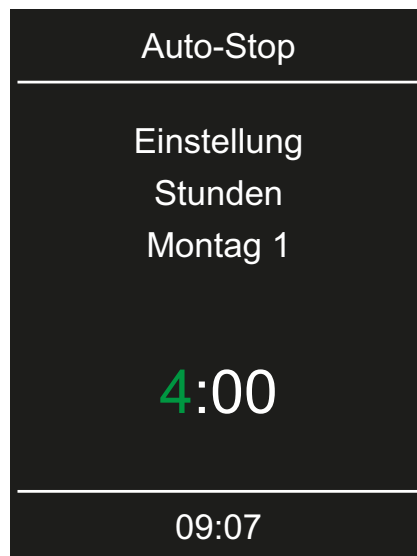 Auto-Stop
Einstellung
Stunden
Montag 1
4:00
09:07